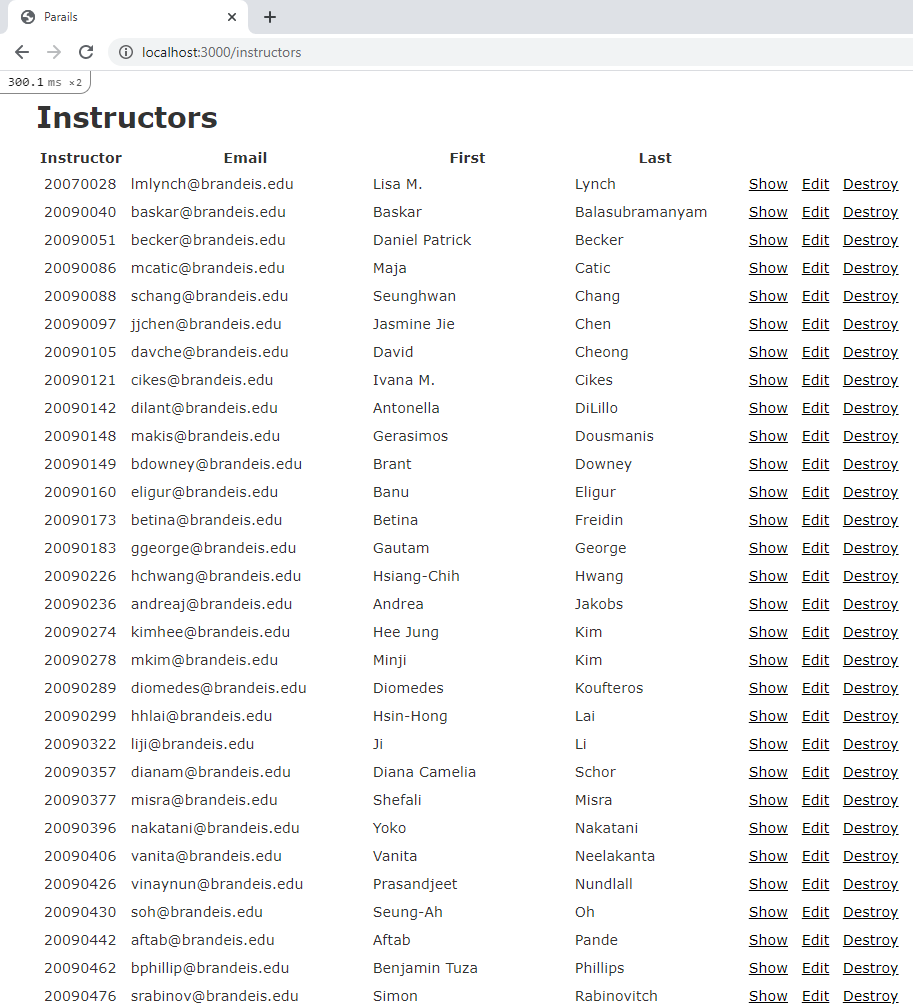 Parails
localhost:3000/instructors
300.1 ms ×2
Instructors
Instructor Email First Last
20070028 lmlynch@brandeis.edu Lisa M. Lynch Show Edit Destroy
20090040 baskar@brandeis.edu Baskar Balasubramanyam Show Edit Destroy
20090051 becker@brandeis.edu Daniel Patrick Becker Show Edit Destroy
20090086 mcatic@brandeis.edu Maja Catic Show Edit Destroy
20090088 schang@brandeis.edu Seunghwan Chang Show Edit Destroy
20090097 jjchen@brandeis.edu Jasmine Jie Chen Show Edit Destroy
20090105 davche@brandeis.edu David Cheong Show Edit Destroy
20090121 cikes@brandeis.edu Ivana M. Cikes Show Edit Destroy
20090142 dilant@brandeis.edu Antonella DiLillo Show Edit Destroy
20090148 makis@brandeis.edu Gerasimos Dousmanis Show Edit Destroy
20090149 bdowney@brandeis.edu Brant Downey Show Edit Destroy
20090160 eligur@brandeis.edu Banu Eligur Show Edit Destroy
20090173 betina@brandeis.edu Betina Freidin Show Edit Destroy
20090183 ggeorge@brandeis.edu Gautam George Show Edit Destroy
20090226 hchwang@brandeis.edu Hsiang-Chih Hwang Show Edit Destroy
20090236 andreaj@brandeis.edu Andrea Jakobs Show Edit Destroy
20090274 kimhee@brandeis.edu Hee Jung Kim Show Edit Destroy
20090278 mkim@brandeis.edu Minji Kim Show Edit Destroy
20090289 diomedes@brandeis.edu Diomedes Koufteros Show Edit Destroy
20090299 hhlai@brandeis.edu Hsin-Hong Lai Show Edit Destroy
20090322 liji@brandeis.edu Ji Li Show Edit Destroy
20090357 dianam@brandeis.edu Diana Camelia Schor Show Edit Destroy
20090377 misra@brandeis.edu Shefali Misra Show Edit Destroy
20090396 nakatani@brandeis.edu Yoko Nakatani Show Edit Destroy
20090406 vanita@brandeis.edu Vanita Neelakanta Show Edit Destroy
20090426 vinaynun@brandeis.edu Prasandjeet Nundlall Show Edit Destroy
20090430 soh@brandeis.edu Seung-Ah Oh Show Edit Destroy
20090442 aftab@brandeis.edu Aftab Pande Show Edit Destroy
20090462 bphillip@brandeis.edu Benjamin Tuza Phillips Show Edit Destroy
20090476 srabinov@brandeis.edu Simon Rabinovitch Show Edit Destroy